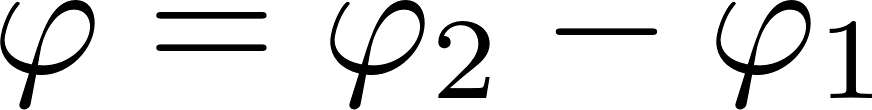 φ = φ₂ − φ₁